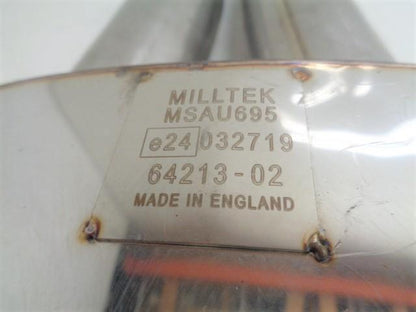 MILLTEK
MSAU695
e24 032719
64213-02
MADE IN ENGLAND